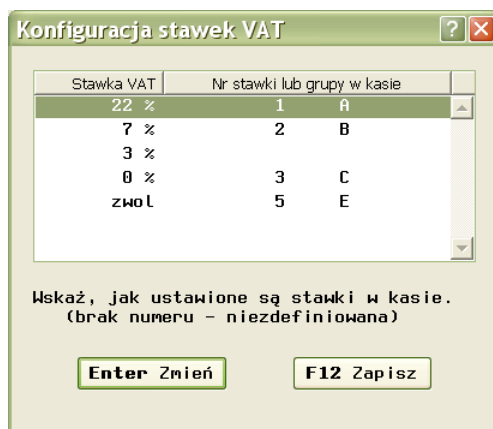 Konfiguracja stawek VAT
Stawka VAT Nr stawki lub grupy w kasie
22 % 1 A
7 % 2 B
3 %
0 % 3 C
zwol 5 E
Wskaż, jak ustawione są stawki w kasie.
(brak numeru - niezdefiniowana)
Enter Zmień F12 Zapisz